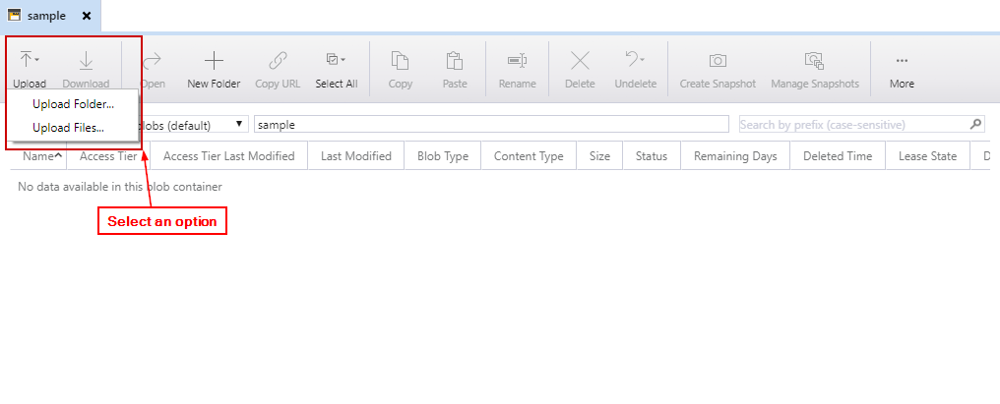 sample
Upload Download Open New Folder Copy URL Select All Copy Paste Rename Delete Undelete Create Snapshot Manage Snapshots More
Upload Folder...
Upload Files...
(default) sample Search by prefix (case-sensitive)
Name Access Tier Access Tier Last Modified Last Modified Blob Type Content Type Size Status Remaining Days Deleted Time Lease State D
No data available in this blob container
Select an option